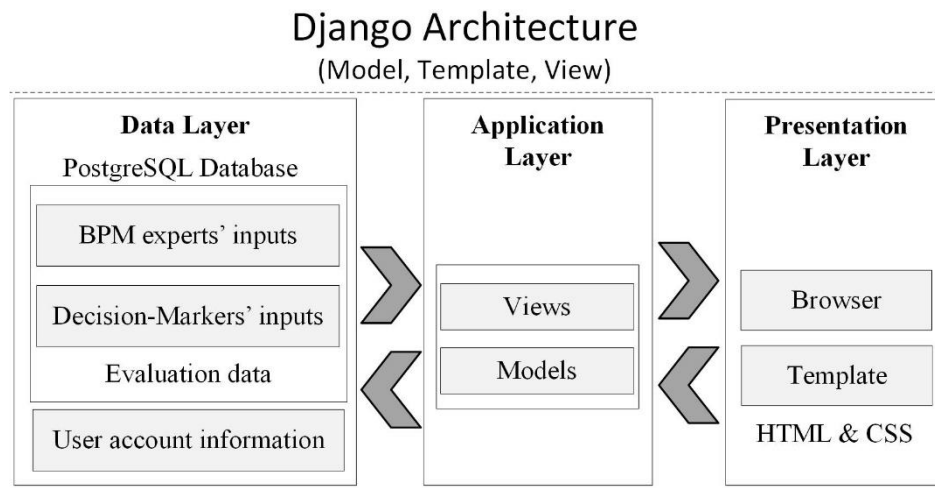 Django Architecture
(Model, Template, View)
Data Layer
PostgreSQL Database
BPM experts’ inputs
Decision-Markers’ inputs
Evaluation data
User account information
Application
Layer
Views
Models
Presentation
Layer
Browser
Template
HTML & CSS